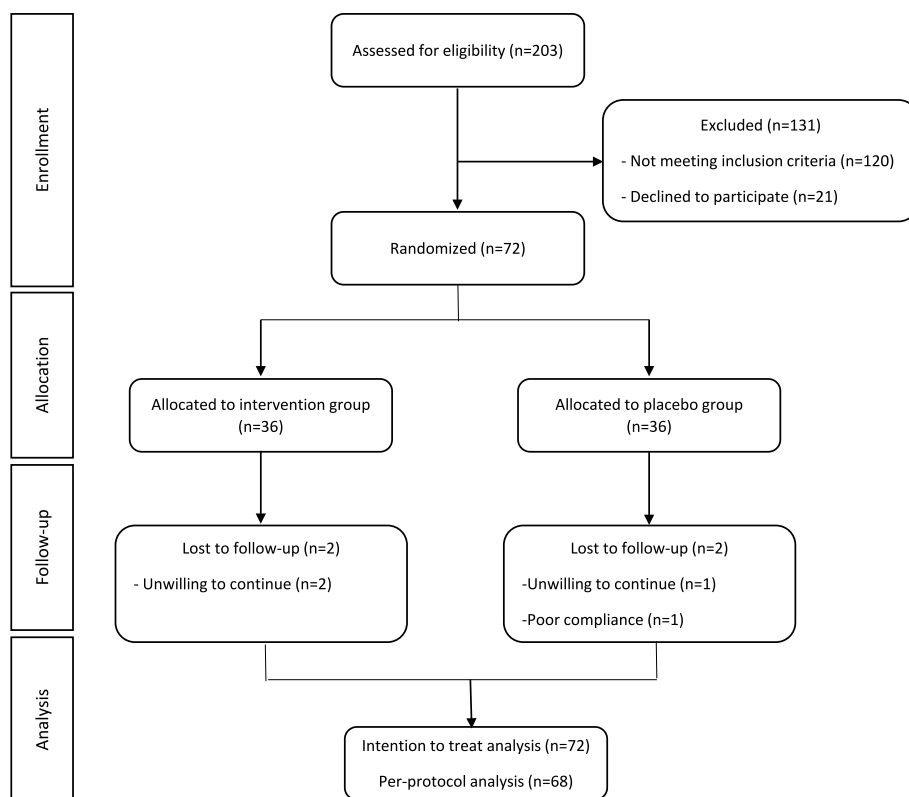 Enrollment
Assessed for eligibility (n=203)
Excluded (n=131)
- Not meeting inclusion criteria (n=120)
- Declined to participate (n=21)
Randomized (n=72)
Allocation
Allocated to intervention group
(n=36)
Allocated to placebo group
(n=36)
Follow-up
Lost to follow-up (n=2)
- Unwilling to continue (n=2)
Lost to follow-up (n=2)
-Unwilling to continue (n=1)
-Poor compliance (n=1)
Analysis
Intention to treat analysis (n=72)
Per-protocol analysis (n=68)